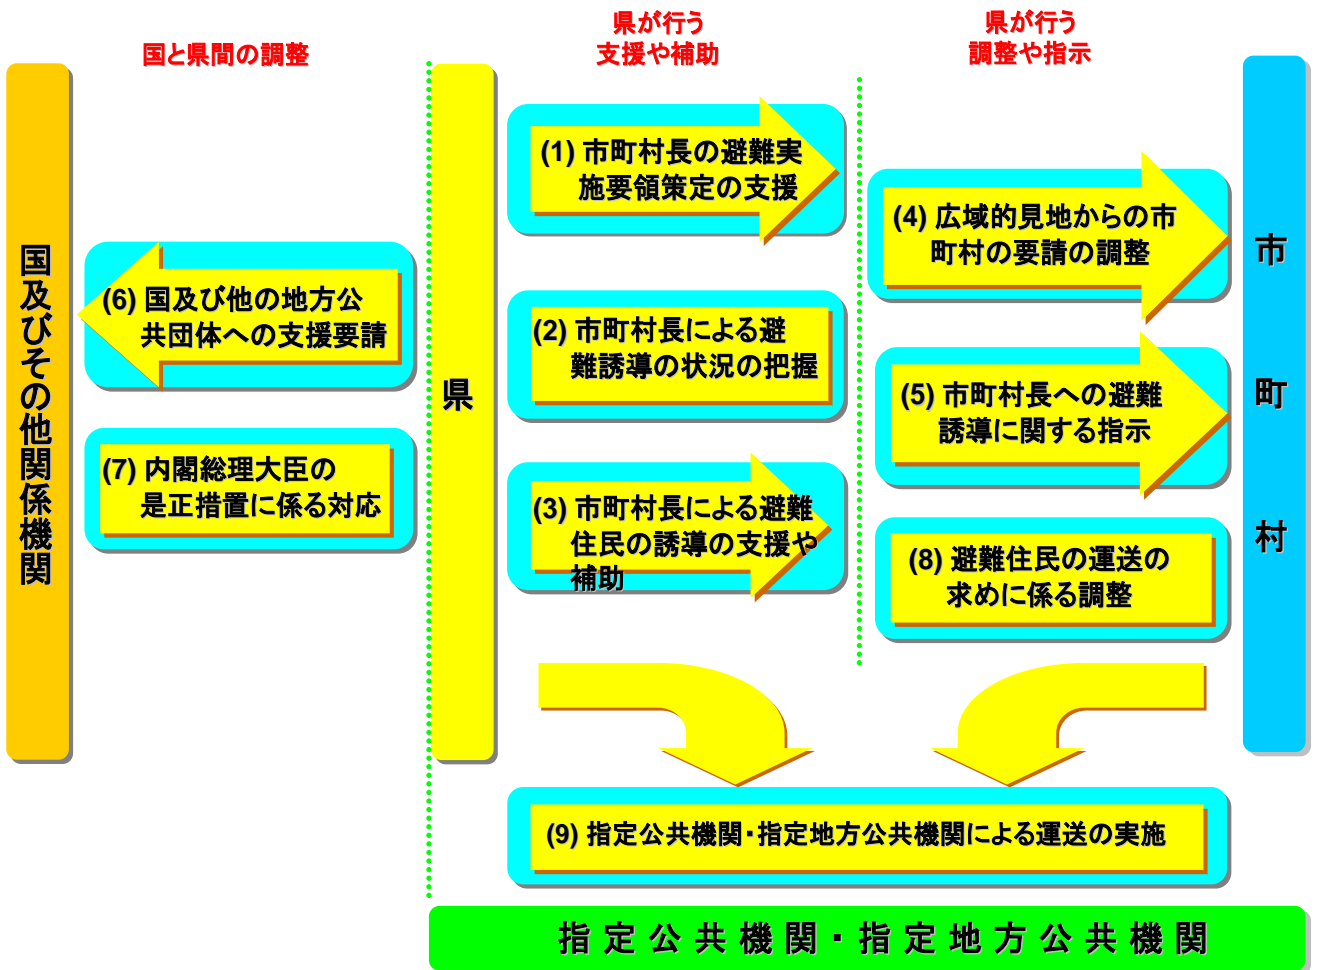 国と県間の調整
県が行う
支援や補助
県が行う
調整や指示
国及びその他関係機関
県
市町村
(1) 市町村長の避難実
施要領策定の支援
(2) 市町村長による避
難誘導の状況の把握
(3) 市町村長による避難
住民の誘導の支援や
補助
(4) 広域的見地からの市
町村の要請の調整
(5) 市町村長への避難
誘導に関する指示
(6) 国及び他の地方公
共団体への支援要請
(7) 内閣総理大臣の
是正措置に係る対応
(8) 避難住民の運送の
求めに係る調整
(9) 指定公共機関・指定地方公共機関による運送の実施
指定公共機関・指定地方公共機関